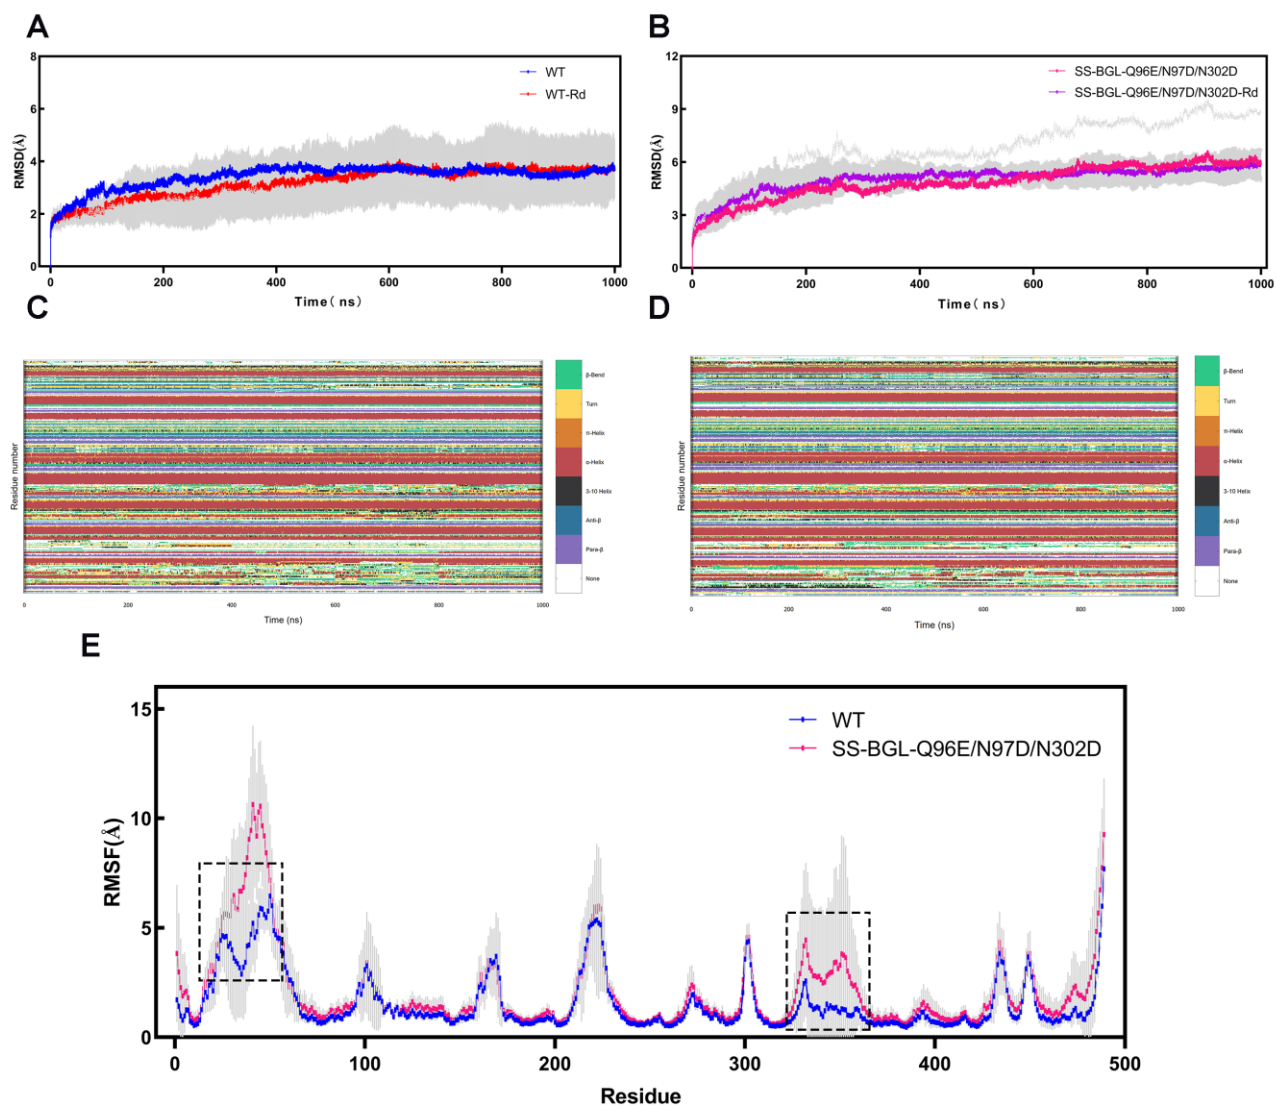 A
8
6
4
2
0
RMSD(Å)
WT
WT-Rd
0
200
400
600
800
1000
Time( ns)
B
12
9
6
3
0
RMSD(Å)
SS-BGL-Q96E/N97D/N302D
SS-BGL-Q96E/N97D/N302D-Rd
0
200
400
600
800
1000
Time( ns)
C
Residue number
0
200
400
600
800
1000
Time (ns)
β-Bend
Turn
π-Helix
α-Helix
3-10 Helix
Anti-β
Para-β
None
D
Residue number
0
200
400
600
800
1000
Time (ns)
β-Bend
Turn
π-Helix
α-Helix
3-10 Helix
Anti-β
Para-β
None
E
15
10
5
0
RMSF(Å)
WT
SS-BGL-Q96E/N97D/N302D
0
100
200
300
400
500
Residue